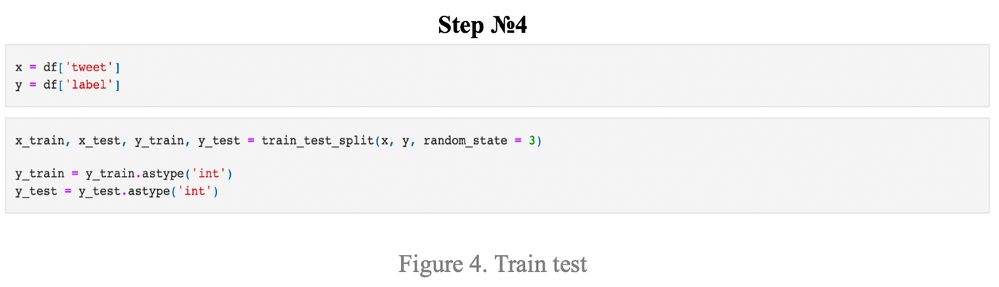 Step №4
x = df['tweet']
y = df['label']
x_train, x_test, y_train, y_test = train_test_split(x, y, random_state = 3)
y_train = y_train.astype('int')
y_test = y_test.astype('int')
Figure 4. Train test